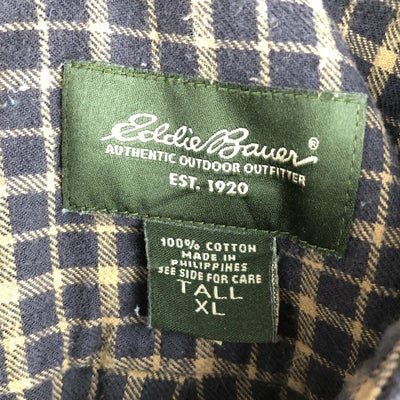 Eddie Bauer®
AUTHENTIC OUTDOOR OUTFITTER
EST. 1920
100% COTTON
MADE IN
PHILIPPINES
SEE SIDE FOR CARE
TALL
XL